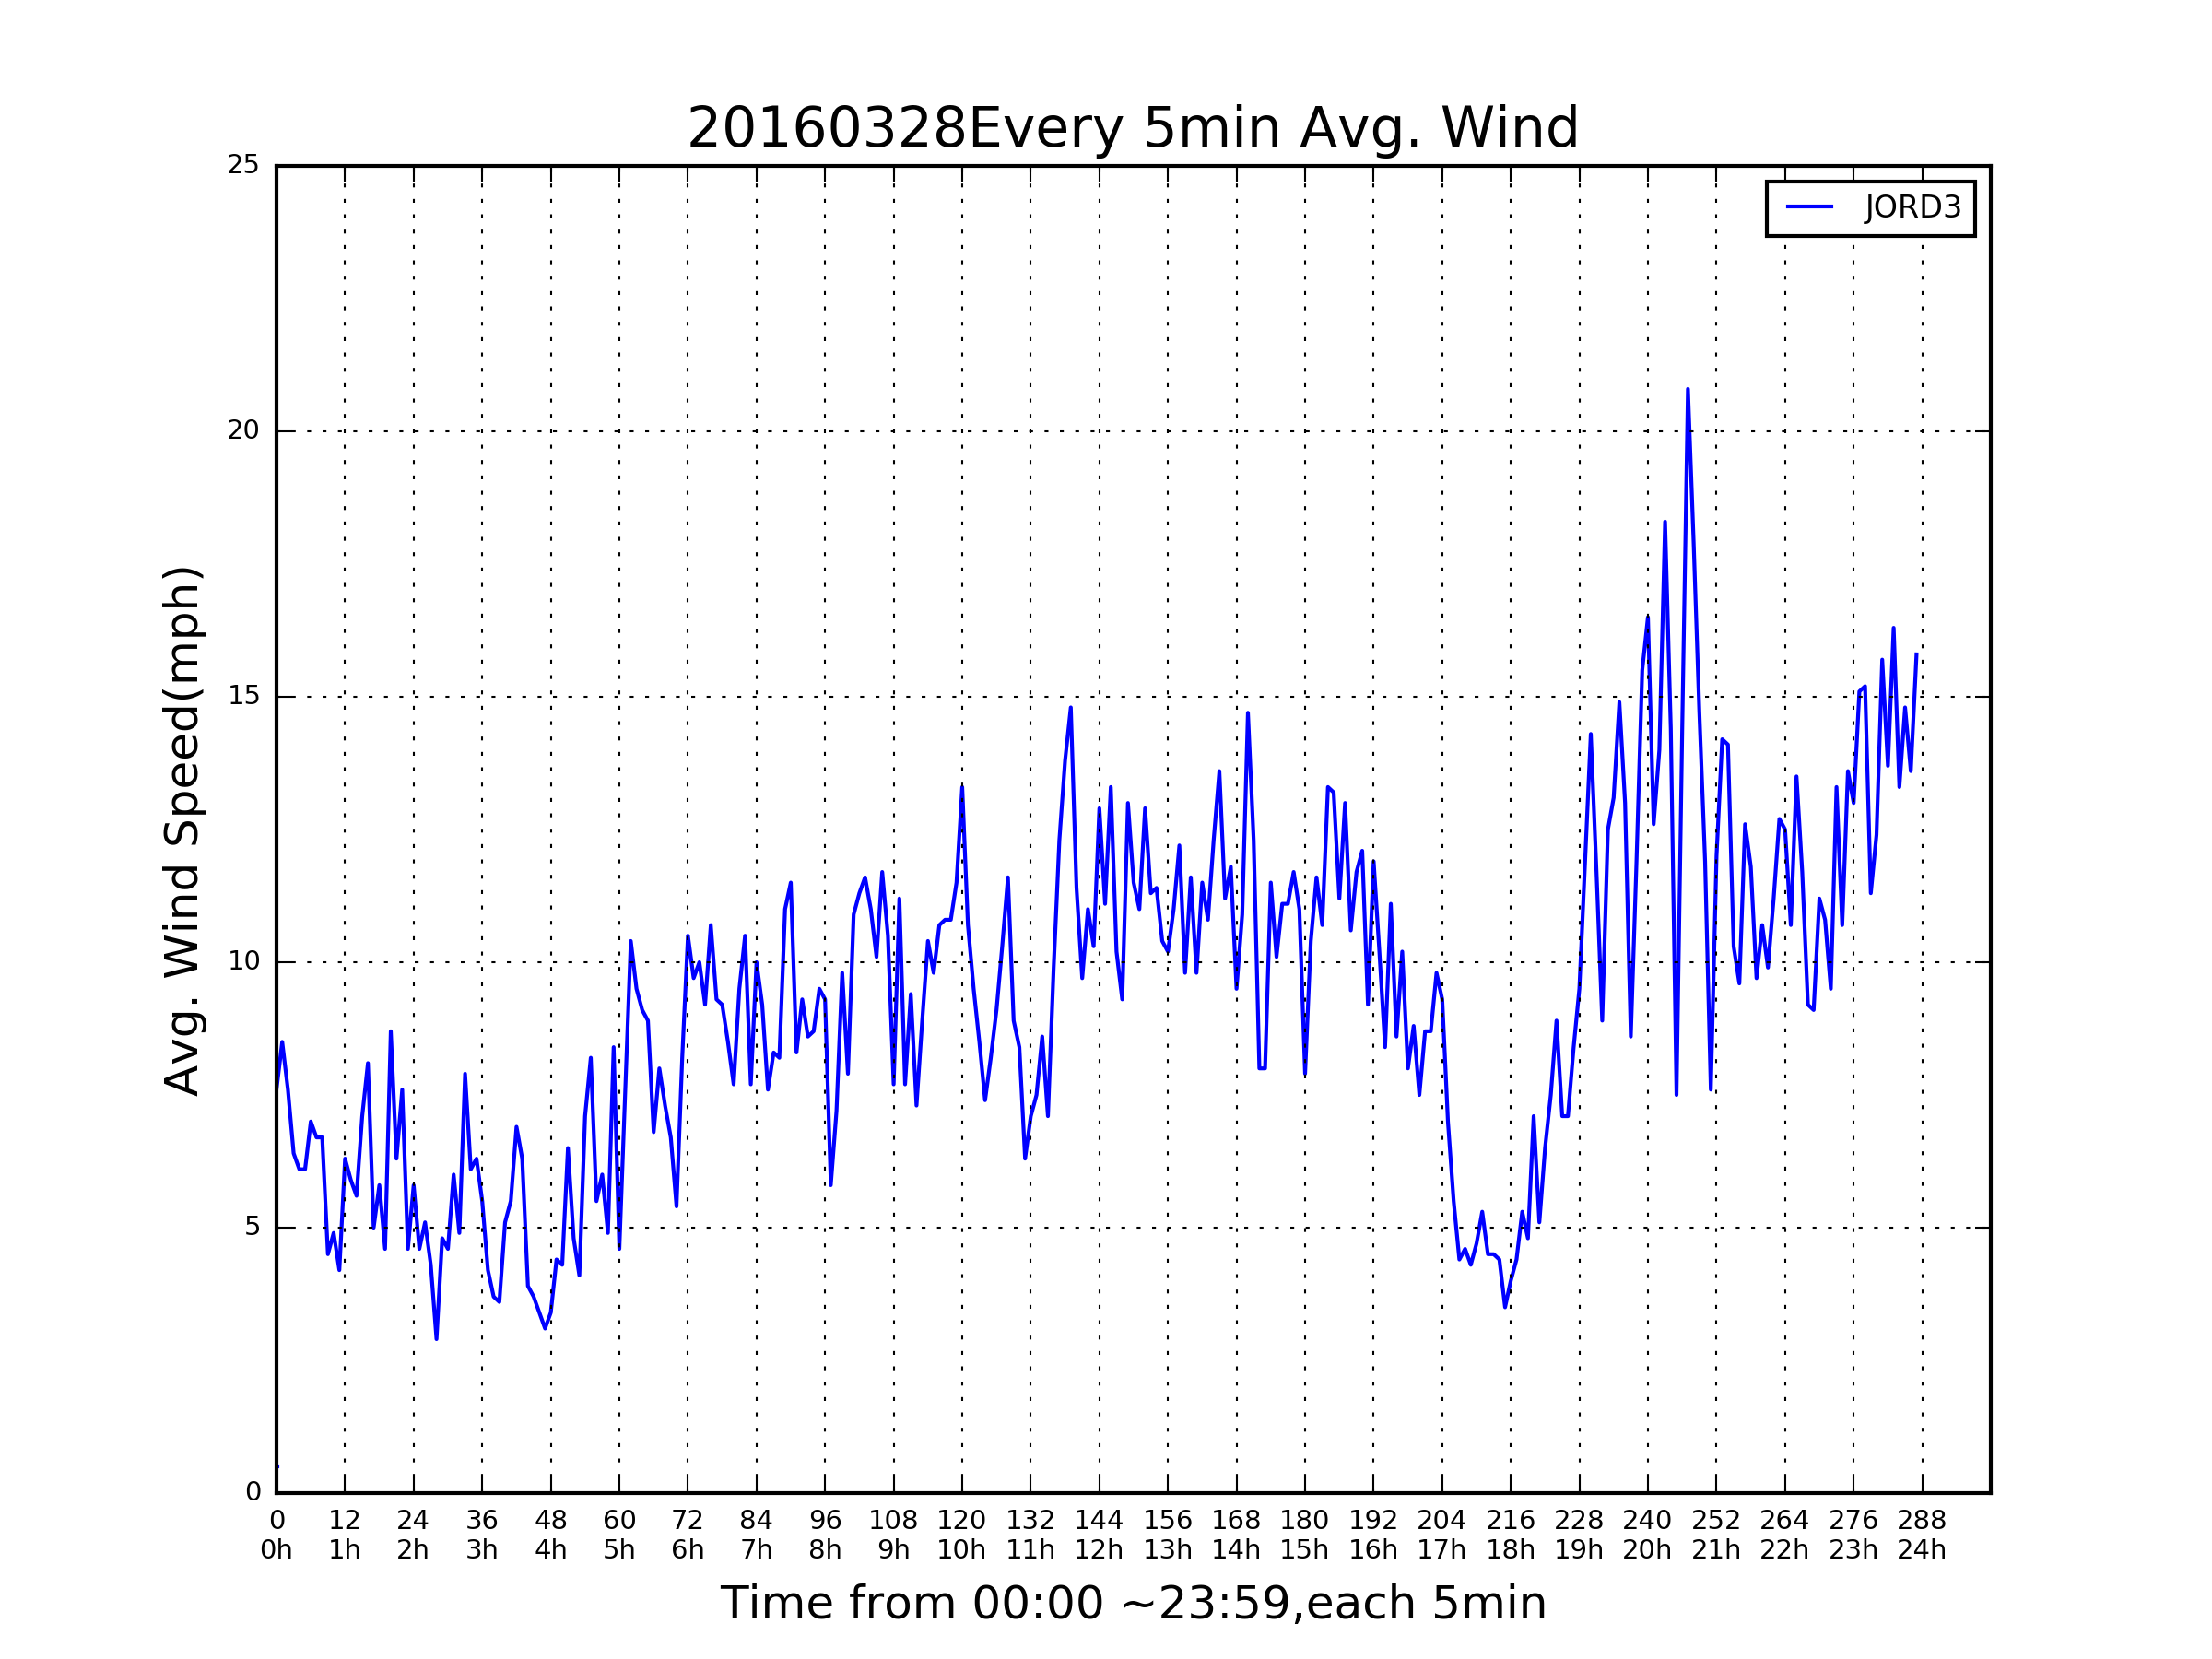 20160328Every 5min Avg. Wind
JORD3
Avg. Wind Speed(mph)
25
20
15
10
5
0
0 12 24 36 48 60 72 84 96 108 120 132 144 156 168 180 192 204 216 228 240 252 264 276 288
0h 1h 2h 3h 4h 5h 6h 7h 8h 9h 10h 11h 12h 13h 14h 15h 16h 17h 18h 19h 20h 21h 22h 23h 24h
Time from 00:00 ~23:59,each 5min